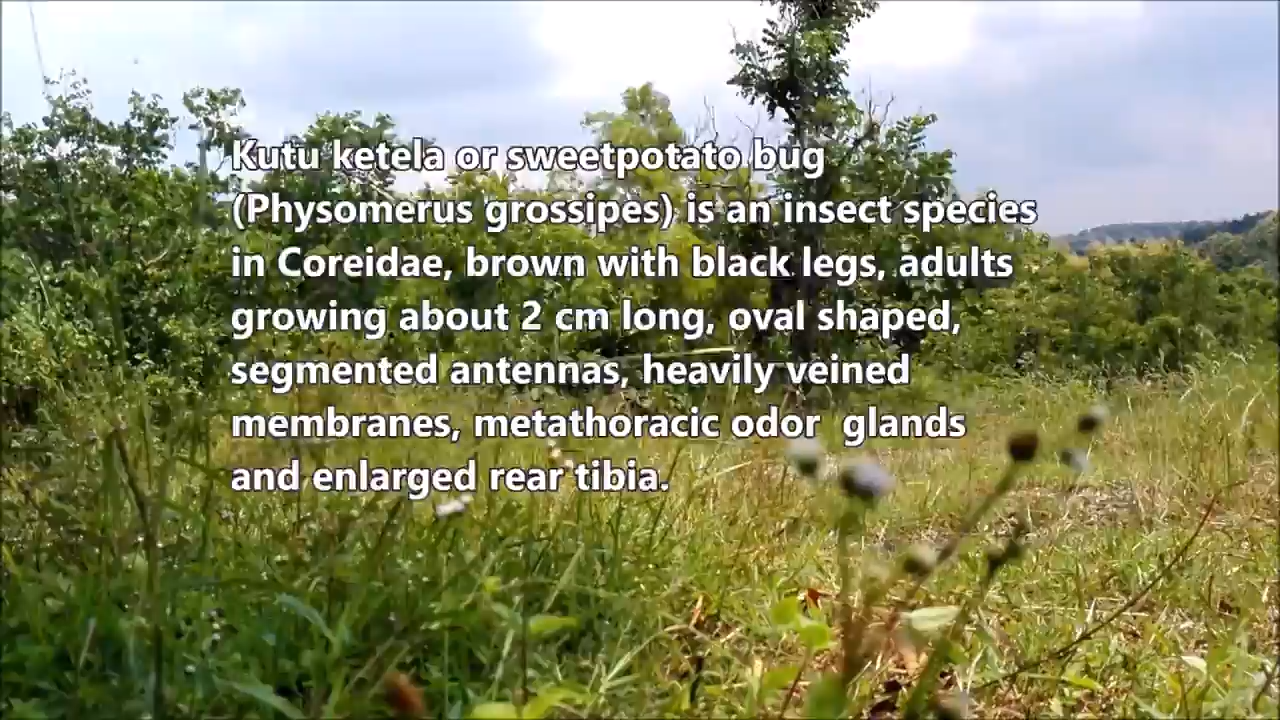 Kutu ketela or sweetpotato bug
(Physomerus grossipes) is an insect species
in Coreidae, brown with black legs, adults
growing about 2 cm long, oval shaped,
segmented antennas, heavily veined
membranes, metathoracic odor  glands
and enlarged rear tibia.